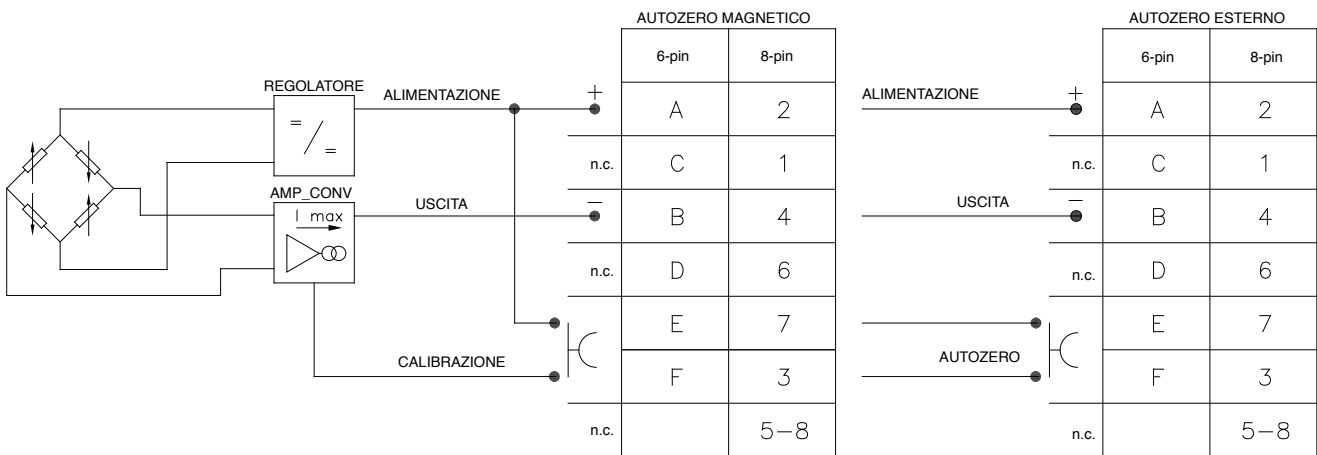 AUTOZERO MAGNETICO
AUTOZERO ESTERNO
6-pin 8-pin
6-pin 8-pin
REGOLATORE
= / =
ALIMENTAZIONE
+ A 2
ALIMENTAZIONE
+ A 2
n.c. C 1
n.c. C 1
AMP_CONV
I max
USCITA
– B 4
USCITA
– B 4
n.c. D 6
n.c. D 6
E 7
E 7
CALIBRAZIONE
F 3
AUTOZERO
F 3
n.c. 5-8
n.c. 5-8